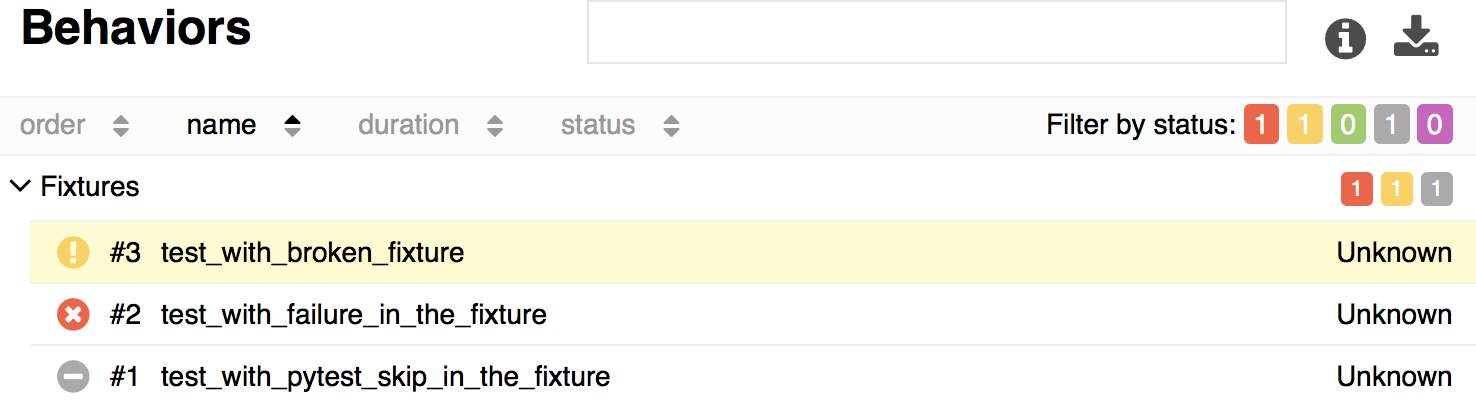 Behaviors
order name duration status Filter by status: 1 1 0 1 0
Fixtures 1 1 1
#3 test_with_broken_fixture Unknown
#2 test_with_failure_in_the_fixture Unknown
#1 test_with_pytest_skip_in_the_fixture Unknown